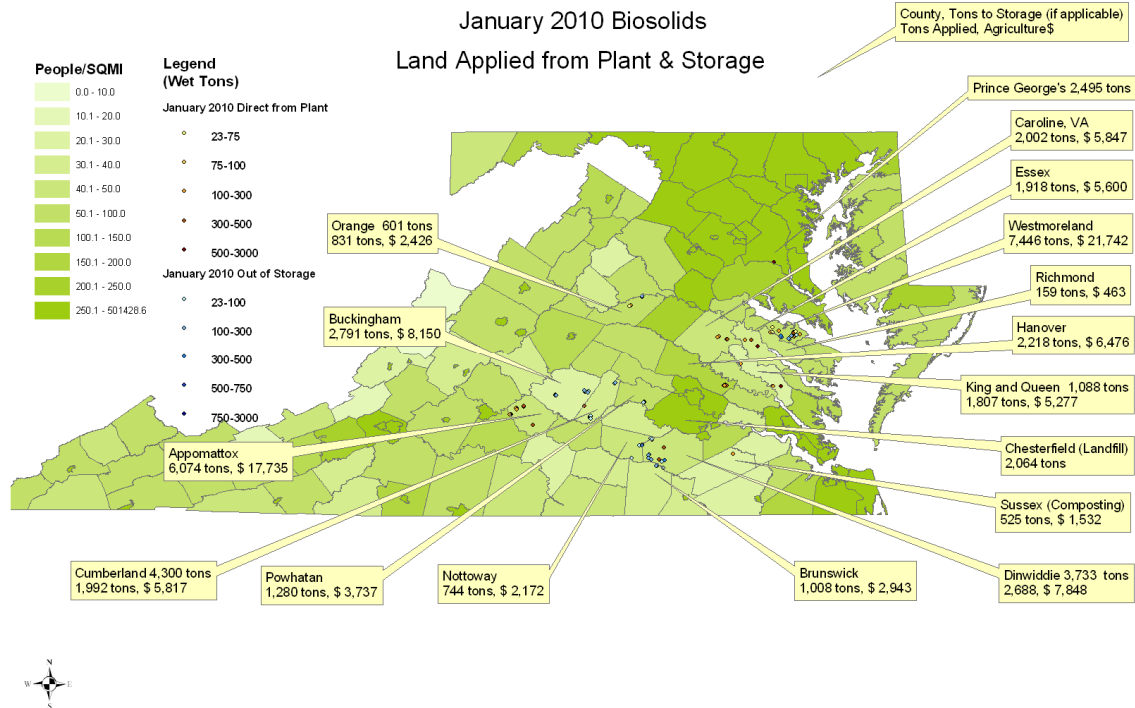 January 2010 Biosolids
Land Applied from Plant & Storage
County, Tons to Storage (if applicable)
Tons Applied, Agriculture$
People/SQMI
0.0 - 10.0
10.1 - 20.0
20.1 - 30.0
30.1 - 40.0
40.1 - 50.0
50.1 - 100.0
100.1 - 150.0
150.1 - 200.0
200.1 - 250.0
250.1 - 501428.6
Legend
(Wet Tons)
January 2010 Direct from Plant
23-75
75-100
100-300
300-500
500-3000
January 2010 Out of Storage
23-100
100-300
300-500
500-750
750-3000
Prince George's 2,495 tons
Caroline, VA
2,002 tons, $ 5,847
Essex
1,918 tons, $ 5,600
Westmoreland
7,446 tons, $ 21,742
Richmond
159 tons, $ 463
Hanover
2,218 tons, $ 6,476
King and Queen 1,088 tons
1,807 tons, $ 5,277
Chesterfield (Landfill)
2,064 tons
Sussex (Composting)
525 tons, $ 1,532
Dinwiddie 3,733 tons
2,688, $ 7,848
Orange 601 tons
831 tons, $ 2,426
Buckingham
2,791 tons, $ 8,150
Appomattox
6,074 tons, $ 17,735
Cumberland 4,300 tons
1,992 tons, $ 5,817
Powhatan
1,280 tons, $ 3,737
Nottoway
744 tons, $ 2,172
Brunswick
1,008 tons, $ 2,943
N
W E
S